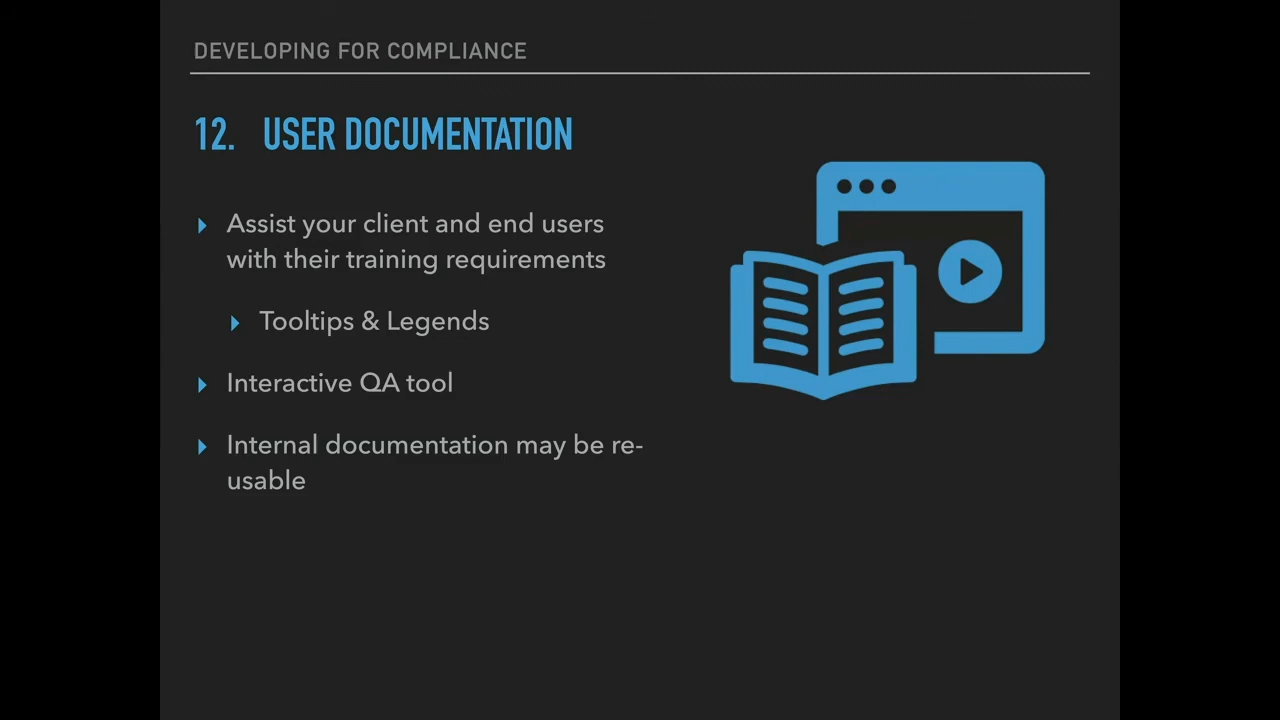 DEVELOPING FOR COMPLIANCE
12. USER DOCUMENTATION
Assist your client and end users
with their training requirements
Tooltips & Legends
Interactive QA tool
Internal documentation may be re-
usable